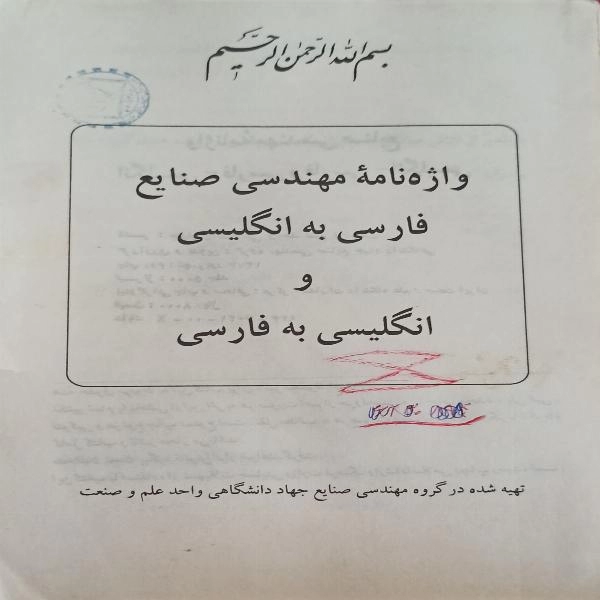 بسم الله الرحمن الرحیم
واژه‌نامهٔ مهندسی صنایع
فارسی به انگلیسی
و
انگلیسی به فارسی
تهیه شده در گروه مهندسی صنایع جهاد دانشگاهی واحد علم و صنعت